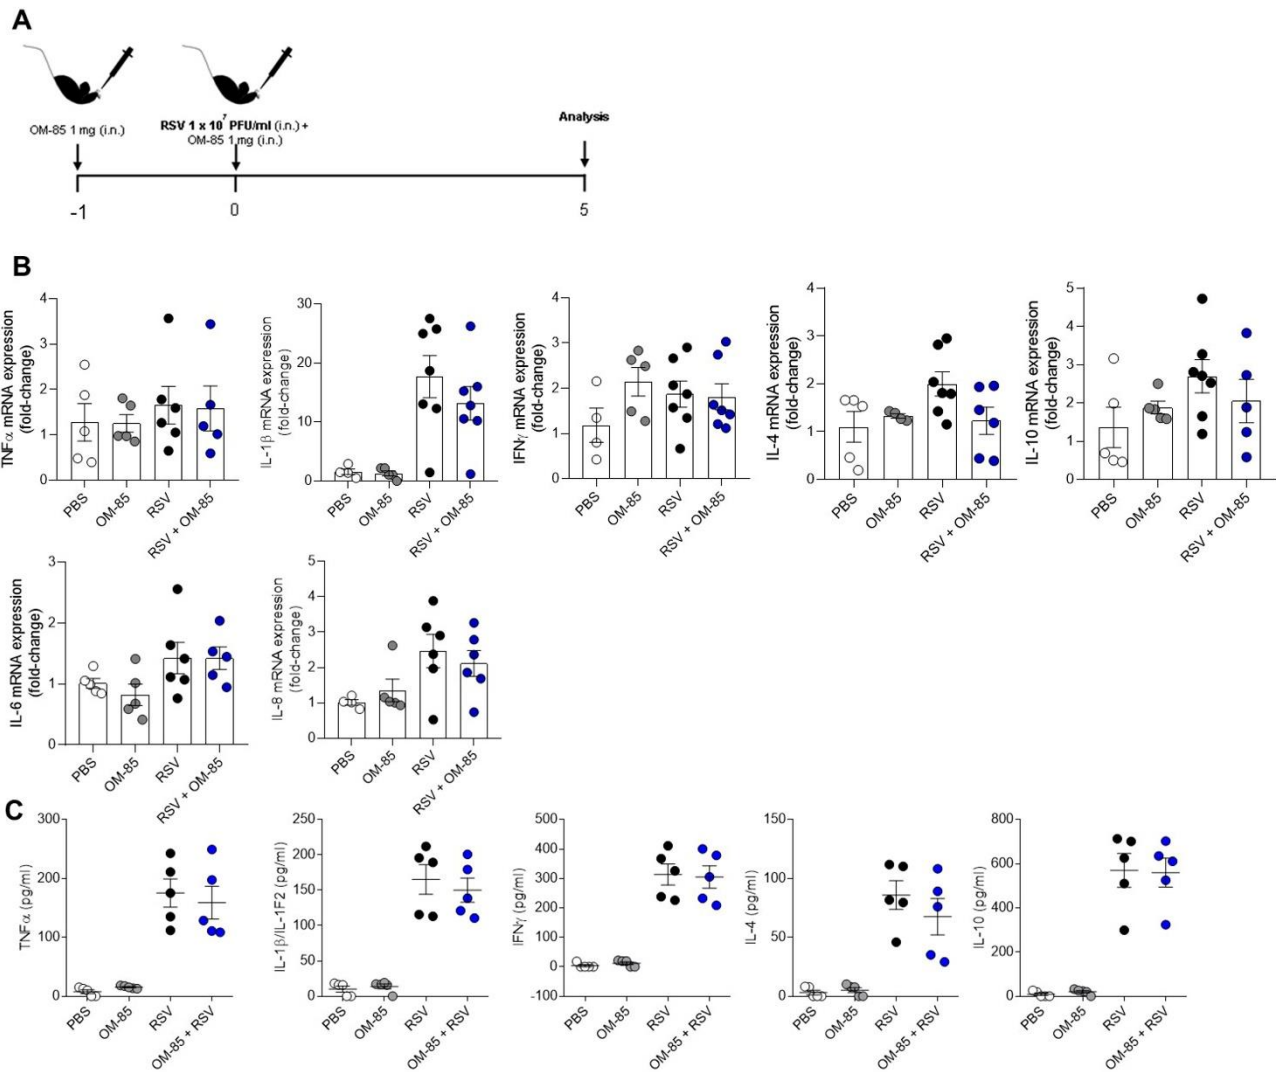 A
OM-85 1 mg (i.n.)
RSV 1 x 10^7 PFU/ml (i.n.) +
OM-85 1 mg (i.n.)
Analysis
-1
0
5
B
TNFα mRNA expression
(fold-change)
4
3
2
1
0
PBS
OM-85
RSV
RSV + OM-85
IL-1β mRNA expression
(fold-change)
30
20
10
0
PBS
OM-85
RSV
RSV + OM-85
IFNγ mRNA expression
(fold-change)
4
3
2
1
0
PBS
OM-85
RSV
RSV + OM-85
IL-4 mRNA expression
(fold-change)
4
3
2
1
0
PBS
OM-85
RSV
RSV + OM-85
IL-10 mRNA expression
(fold-change)
5
4
3
2
1
0
PBS
OM-85
RSV
RSV + OM-85
IL-6 mRNA expression
(fold-change)
3
2
1
0
PBS
OM-85
RSV
RSV + OM-85
IL-8 mRNA expression
(fold-change)
5
4
3
2
1
0
PBS
OM-85
RSV
RSV + OM-85
C
TNFα (pg/ml)
300
200
100
0
PBS
OM-85
RSV
OM-85 + RSV
IL-1β/IL-1F2 (pg/ml)
250
200
150
100
50
0
PBS
OM-85
RSV
OM-85 + RSV
IFNγ (pg/ml)
500
400
300
200
100
0
-100
PBS
OM-85
RSV
OM-85 + RSV
IL-4 (pg/ml)
150
100
50
0
PBS
OM-85
RSV
OM-85 + RSV
IL-10 (pg/ml)
800
600
400
200
0
PBS
OM-85
RSV
OM-85 + RSV